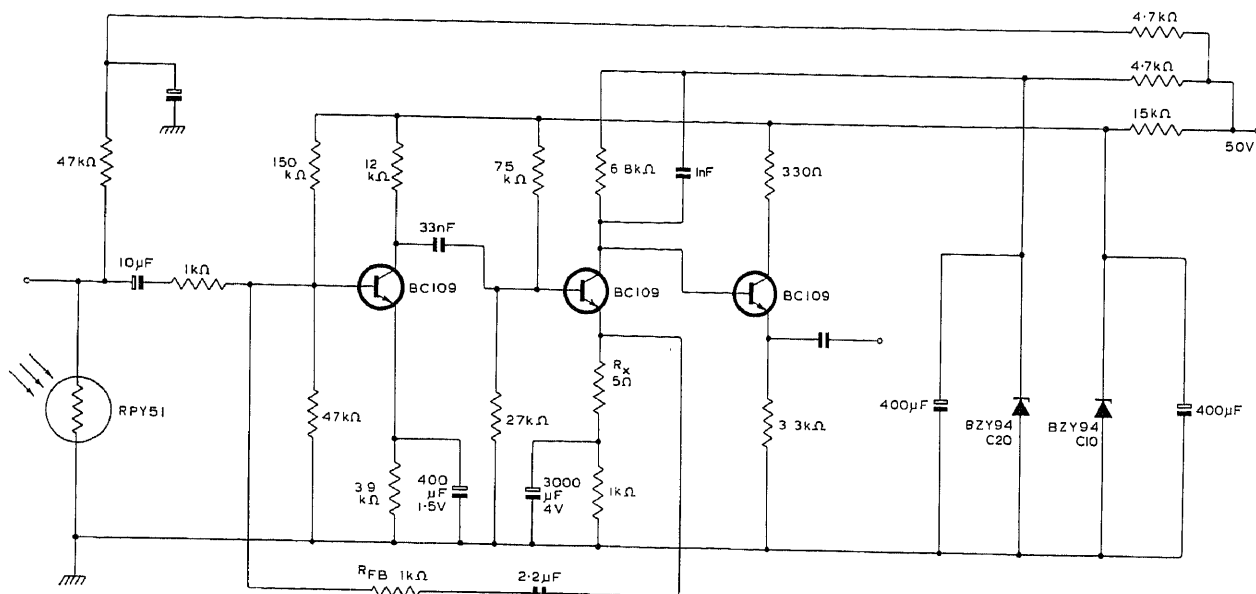 4·7kΩ
4·7kΩ
15kΩ
50V
47kΩ
150
kΩ
12
kΩ
75
kΩ
6 8kΩ
1nF
330Ω
33nF
10µF
1kΩ
BC109
BC109
BC109
RPY51
47kΩ
39
kΩ
400
µF
1.5V
27kΩ
Rx
5Ω
3000
µF
4V
1kΩ
3 3kΩ
400µF
BZY94
C20
BZY94
C10
400µF
RFB 1kΩ
2·2µF